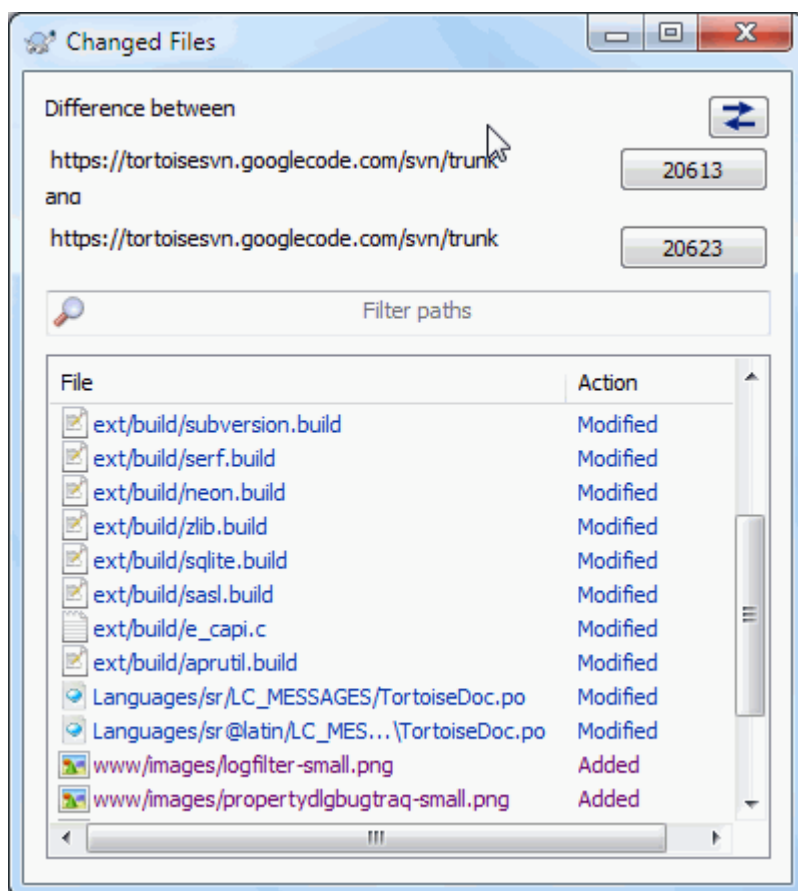 Changed Files
Difference between
https://tortoisesvn.googlecode.com/svn/trunk 20613
and
https://tortoisesvn.googlecode.com/svn/trunk 20623
Filter paths
File Action
ext/build/subversion.build Modified
ext/build/serf.build Modified
ext/build/neon.build Modified
ext/build/zlib.build Modified
ext/build/sqlite.build Modified
ext/build/sasl.build Modified
ext/build/e_capi.c Modified
ext/build/aprutil.build Modified
Languages/sr/LC_MESSAGES/TortoiseDoc.po Modified
Languages/sr@latin/LC_MES...\TortoiseDoc.po Modified
www/images/logfilter-small.png Added
www/images/propertydlgbugtraq-small.png Added